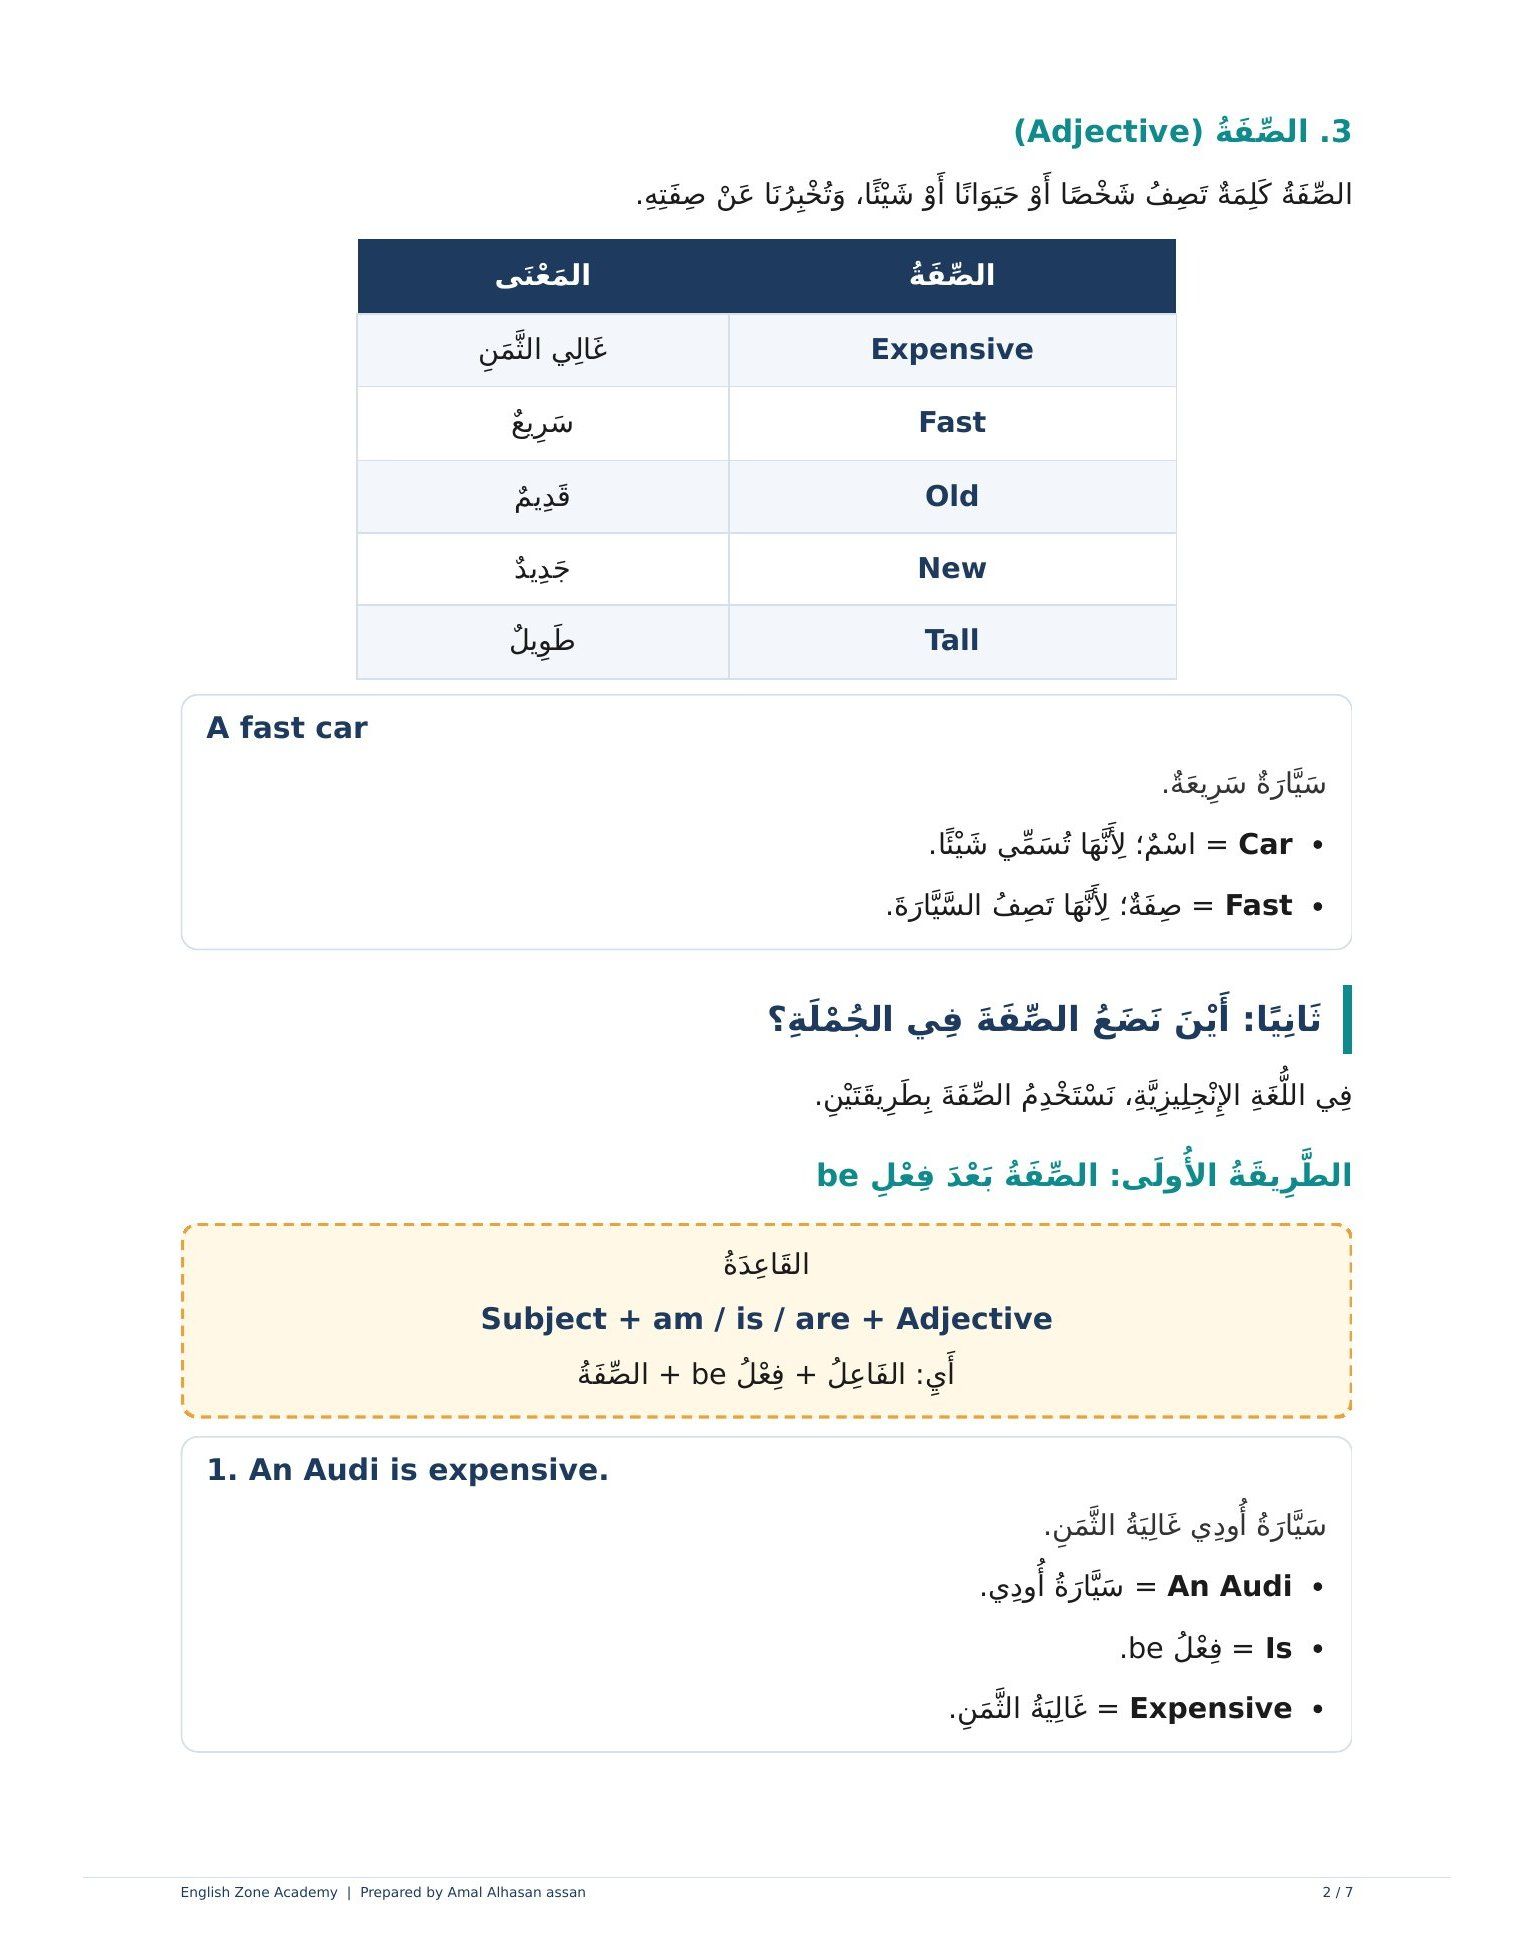 3. الصِّفَةُ (Adjective)
الصِّفَةُ كَلِمَةٌ تَصِفُ شَخْصًا أَوْ حَيَوَانًا أَوْ شَيْئًا، وَتُخْبِرُنَا عَنْ صِفَتِهِ.
الصِّفَةُ المَعْنَى
Expensive غَالِي الثَّمَنِ
Fast سَرِيعٌ
Old قَدِيمٌ
New جَدِيدٌ
Tall طَوِيلٌ
A fast car
سَيَّارَةٌ سَرِيعَةٌ.
• Car = اسْمٌ؛ لِأَنَّهَا تُسَمِّي شَيْئًا.
• Fast = صِفَةٌ؛ لِأَنَّهَا تَصِفُ السَّيَّارَةَ.
ثَانِيًا: أَيْنَ نَضَعُ الصِّفَةَ فِي الجُمْلَةِ؟
فِي اللُّغَةِ الإِنْجِلِيزِيَّةِ، نَسْتَخْدِمُ الصِّفَةَ بِطَرِيقَتَيْنِ.
الطَّرِيقَةُ الأُولَى: الصِّفَةُ بَعْدَ فِعْلِ be
القَاعِدَةُ
Subject + am / is / are + Adjective
أَيِ: الفَاعِلُ + فِعْلُ be + الصِّفَةُ
1. An Audi is expensive.
سَيَّارَةُ أُودِي غَالِيَةُ الثَّمَنِ.
• An Audi = سَيَّارَةُ أُودِي.
• Is = فِعْلُ be.
• Expensive = غَالِيَةُ الثَّمَنِ.
English Zone Academy | Prepared by Amal Alhasan assan 2 / 7